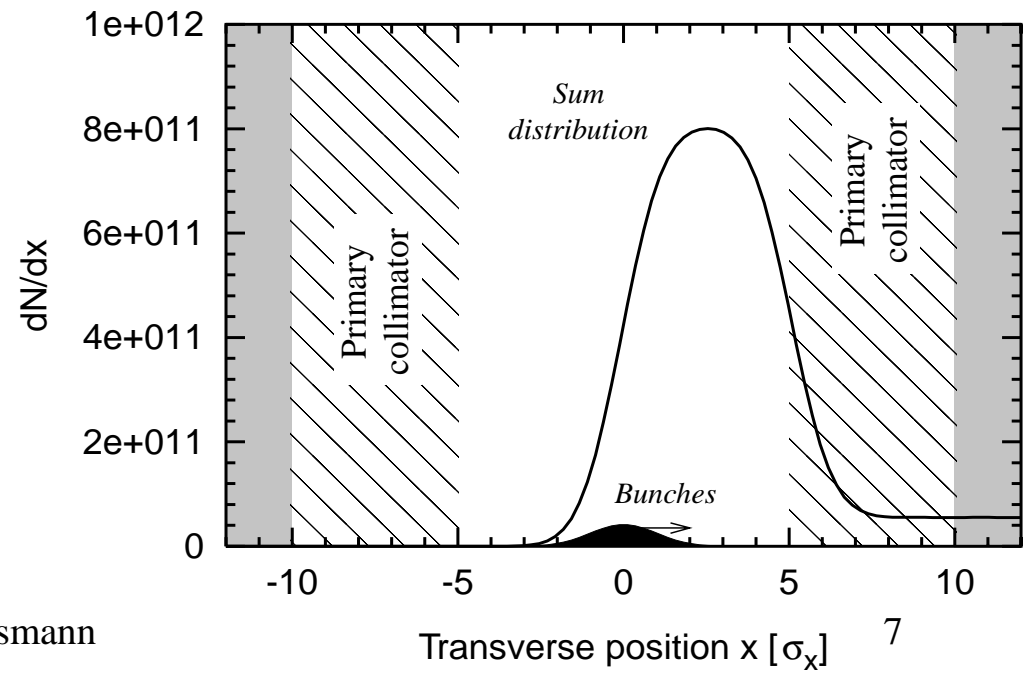 1e+012
8e+011
6e+011
4e+011
2e+011
0
dN/dx
Sum
distribution
Primary
collimator
Primary
collimator
Bunches
-10
-5
0
5
10
Transverse position x [σx]
smann
7